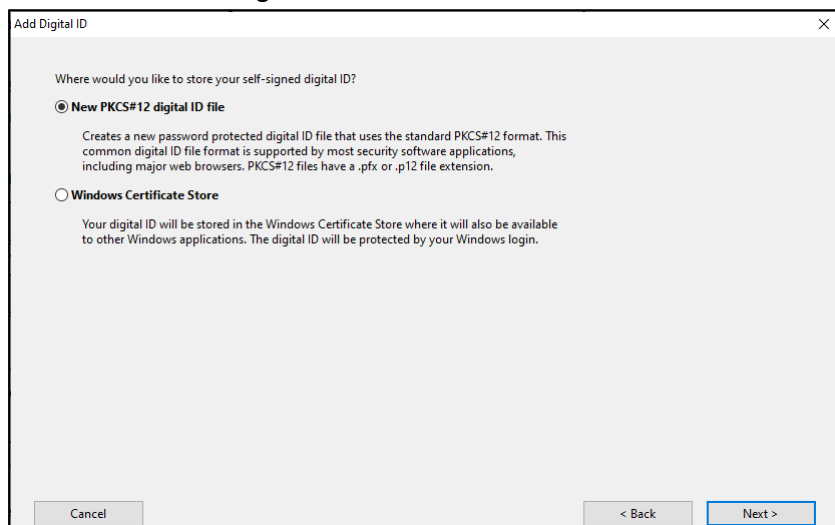 Add Digital ID
Where would you like to store your self-signed digital ID?
New PKCS#12 digital ID file
Creates a new password protected digital ID file that uses the standard PKCS#12 format. This
common digital ID file format is supported by most security software applications,
including major web browsers. PKCS#12 files have a .pfx or .p12 file extension.
Windows Certificate Store
Your digital ID will be stored in the Windows Certificate Store where it will also be available
to other Windows applications. The digital ID will be protected by your Windows login.
Cancel
< Back
Next >